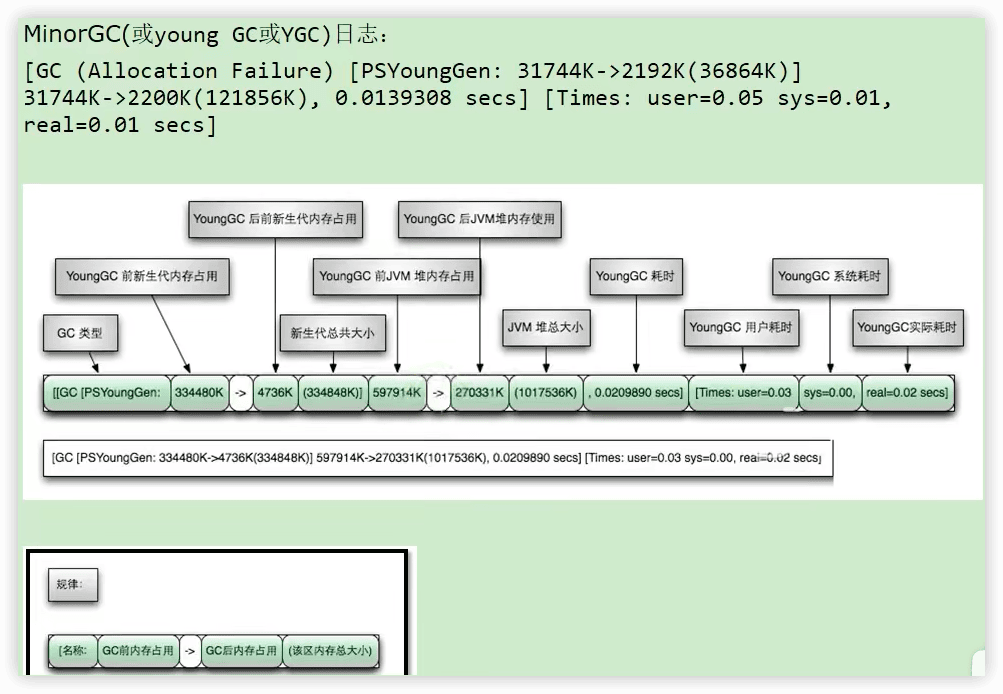 MinorGC(或young GC或YGC)日志:
[GC (Allocation Failure) [PSYoungGen: 31744K->2192K(36864K)]
31744K->2200K(121856K), 0.0139308 secs] [Times: user=0.05 sys=0.01,
real=0.01 secs]
YoungGC 后前新生代内存占用
YoungGC 后JVM堆内存使用
YoungGC 前新生代内存占用
YoungGC 前JVM 堆内存占用
YoungGC 耗时
YoungGC 系统耗时
GC 类型
新生代总共大小
JVM 堆总大小
YoungGC 用户耗时
YoungGC实际耗时
[[GC [PSYoungGen: 334480K -> 4736K (334848K)] 597914K -> 270331K (1017536K) , 0.0209890 secs] [Times: user=0.03 sys=0.00, real=0.02 secs]
[GC [PSYoungGen: 334480K->4736K(334848K)] 597914K->270331K(1017536K), 0.0209890 secs] [Times: user=0.03 sys=0.00, real=0.02 secs]
规律:
[名称: GC前内存占用 -> GC后内存占用 (该区内存总大小)